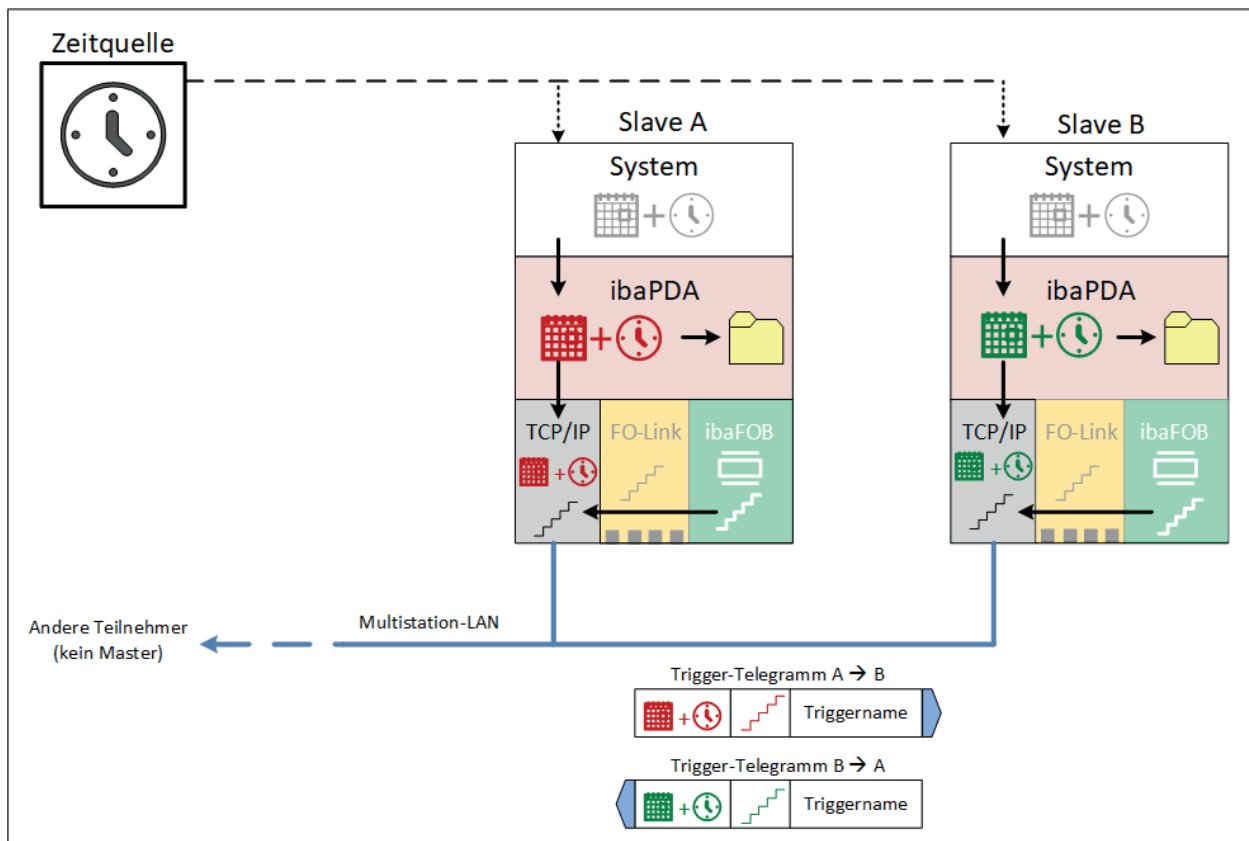 Zeitquelle
Slave A
Slave B
System
System
ibaPDA
ibaPDA
TCP/IP
FO-Link
ibaFOB
TCP/IP
FO-Link
ibaFOB
Multistation-LAN
Andere Teilnehmer
(kein Master)
Trigger-Telegramm A → B
Triggername
Trigger-Telegramm B → A
Triggername